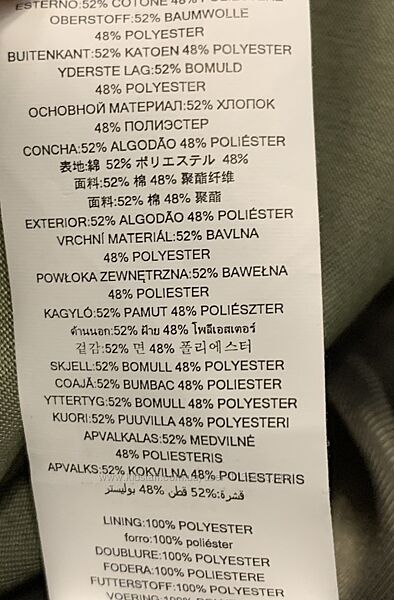 ESTERNO:52% COTONE 48% POLIESTERE
OBERSTOFF:52% BAUMWOLLE
48% POLYESTER
BUITENKANT:52% KATOEN 48% POLYESTER
YDERSTE LAG:52% BOMULD
48% POLYESTER
ОСНОВНОЙ МАТЕРИАЛ:52% ХЛОПОК
48% ПОЛИЭСТЕР
CONCHA:52% ALGODÃO 48% POLIÉSTER
表地:綿 52% ポリエステル 48%
面料:52% 棉 48% 聚酯纤维
面料:52% 棉 48% 聚酯
EXTERIOR:52% ALGODÃO 48% POLIÉSTER
VRCHNÍ MATERIÁL:52% BAVLNA
48% POLYESTER
POWŁOKA ZEWNĘTRZNA:52% BAWEŁNA
48% POLIESTER
KAGYLÓ:52% PAMUT 48% POLIÉSZTER
ด้านนอก:52% ฝ้าย 48% โพลีเอสเตอร์
겉감:52% 면 48% 폴리에스터
SKJELL:52% BOMULL 48% POLYESTER
COAJĂ:52% BUMBAC 48% POLIESTER
YTTERTYG:52% BOMULL 48% POLYESTER
KUORI:52% PUUVILLA 48% POLYESTERI
APVALKALAS:52% MEDVILNĖ
48% POLIESTERIS
APVALKS:52% KOKVILNA 48% POLIESTERIS
قشرة:52% قطن 48% بوليستر
LINING:100% POLYESTER
forro:100% poliéster
DOUBLURE:100% POLYESTER
FODERA:100% POLIESTERE
FUTTERSTOFF:100% POLYESTER
VOERING:100%